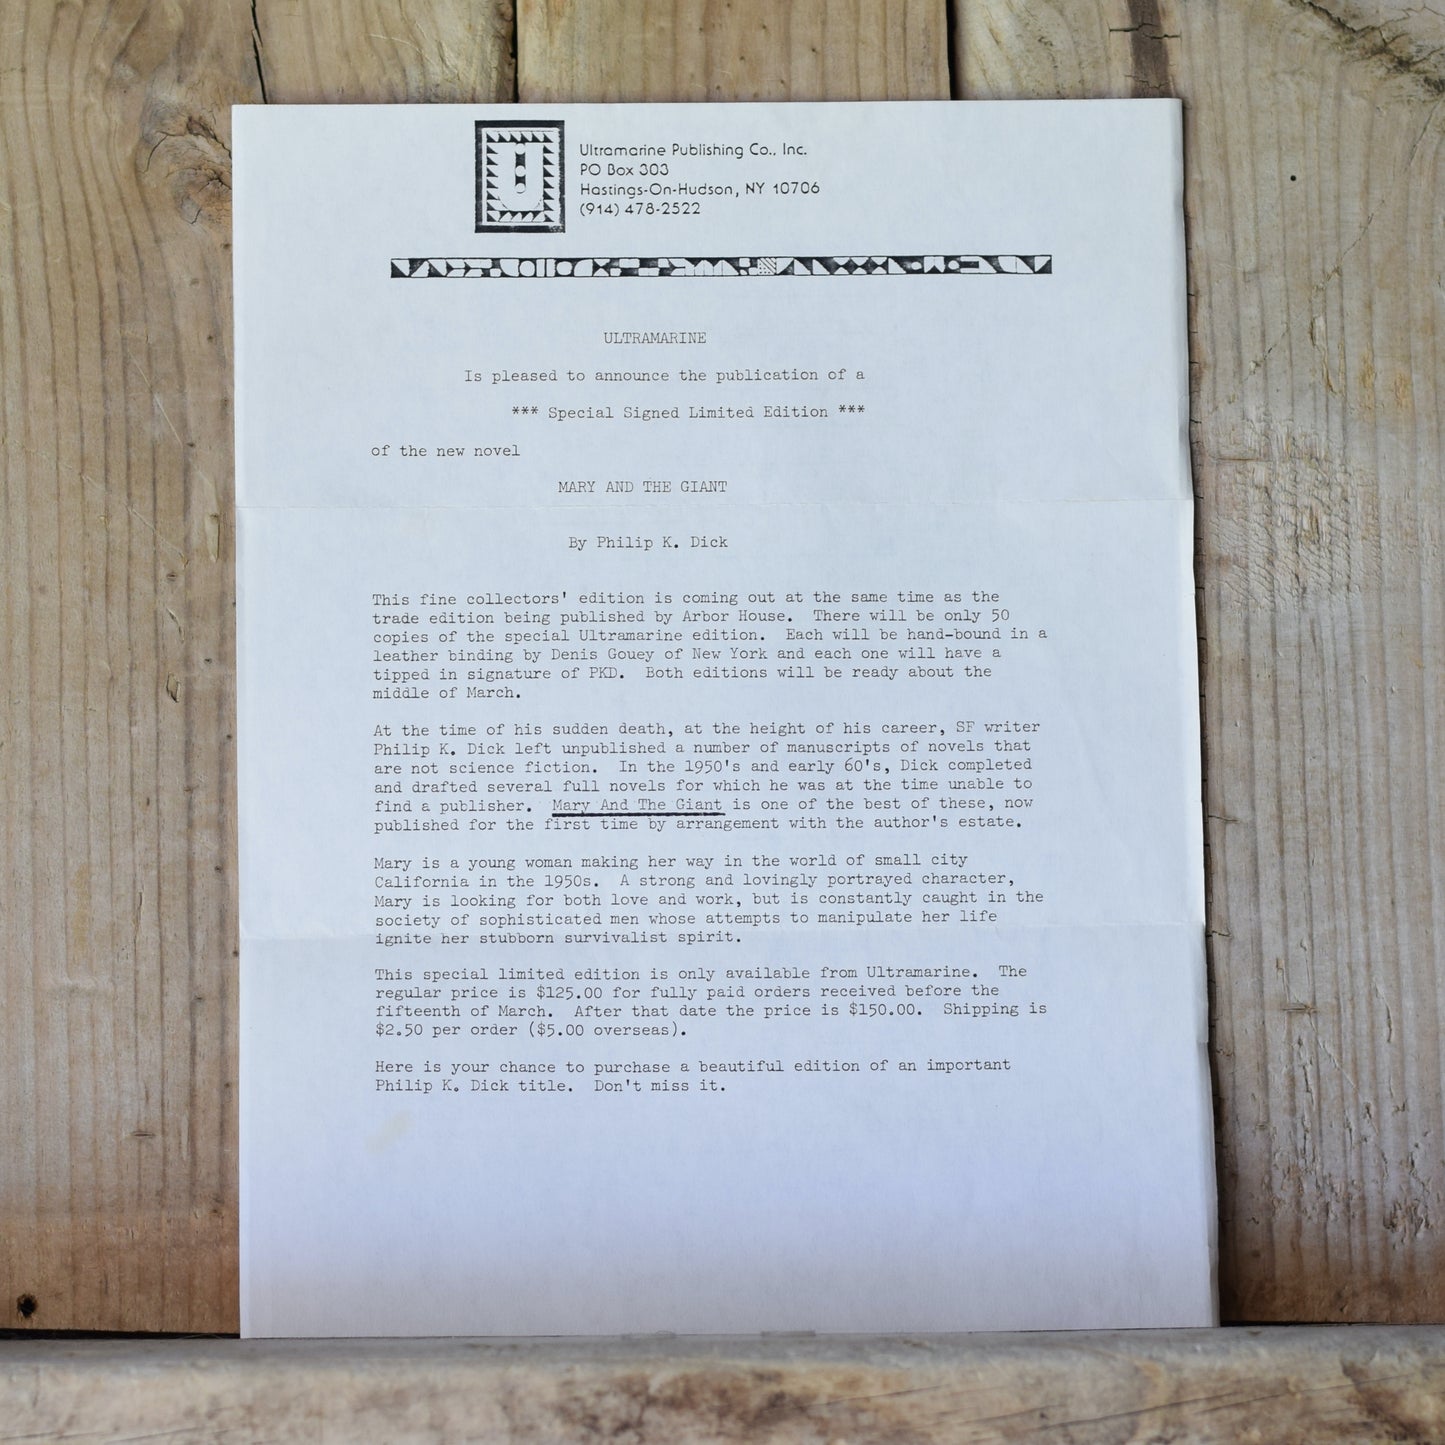 Ultramarine Publishing Co., Inc.
PO Box 303
Hastings-On-Hudson, NY 10706
(914) 478-2522
ULTRAMARINE
Is pleased to announce the publication of a
*** Special Signed Limited Edition ***
of the new novel
MARY AND THE GIANT
By Philip K. Dick
This fine collectors' edition is coming out at the same time as the
trade edition being published by Arbor House.  There will be only 50
copies of the special Ultramarine edition.  Each will be hand-bound in a
leather binding by Denis Gouey of New York and each one will have a
tipped in signature of PKD.  Both editions will be ready about the
middle of March.
At the time of his sudden death, at the height of his career, SF writer
Philip K. Dick left unpublished a number of manuscripts of novels that
are not science fiction.  In the 1950's and early 60's, Dick completed
and drafted several full novels for which he was at the time unable to
find a publisher.  Mary And The Giant is one of the best of these, now
published for the first time by arrangement with the author's estate.
Mary is a young woman making her way in the world of small city
California in the 1950s.  A strong and lovingly portrayed character,
Mary is looking for both love and work, but is constantly caught in the
society of sophisticated men whose attempts to manipulate her life
ignite her stubborn survivalist spirit.
This special limited edition is only available from Ultramarine.  The
regular price is $125.00 for fully paid orders received before the
fifteenth of March.  After that date the price is $150.00.  Shipping is
$2.50 per order ($5.00 overseas).
Here is your chance to purchase a beautiful edition of an important
Philip K. Dick title.  Don't miss it.